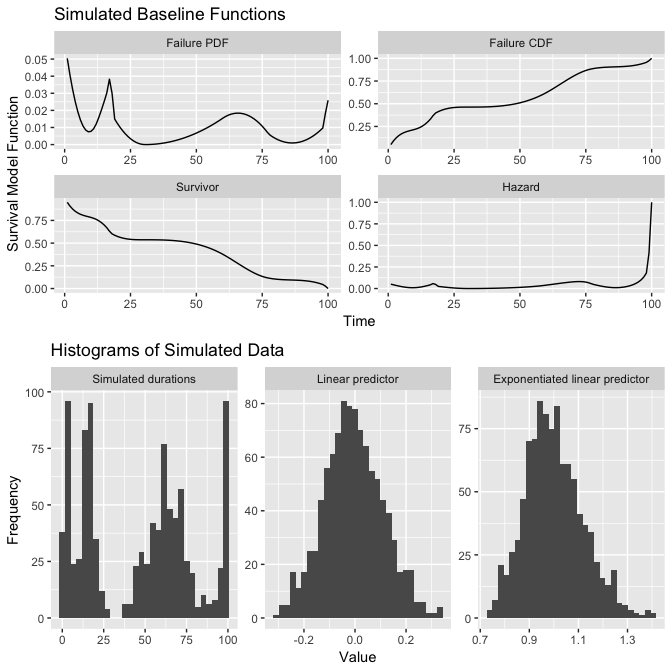 Simulated Baseline Functions
Failure PDF
Failure CDF
0.05
0.04
0.03
0.02
0.01
0.00
1.00
0.75
0.50
0.25
0 25 50 75 100
0 25 50 75 100
Survival Model Function
Survivor
Hazard
0.75
0.50
0.25
0.00
1.00
0.75
0.50
0.25
0.00
0 25 50 75 100
0 25 50 75 100
Time
Histograms of Simulated Data
Simulated durations
Linear predictor
Exponentiated linear predictor
Frequency
100
75
50
25
0
80
60
40
20
0
75
50
25
0
0 25 50 75 100
-0.2 0.0 0.2
0.7 0.9 1.1 1.3
Value